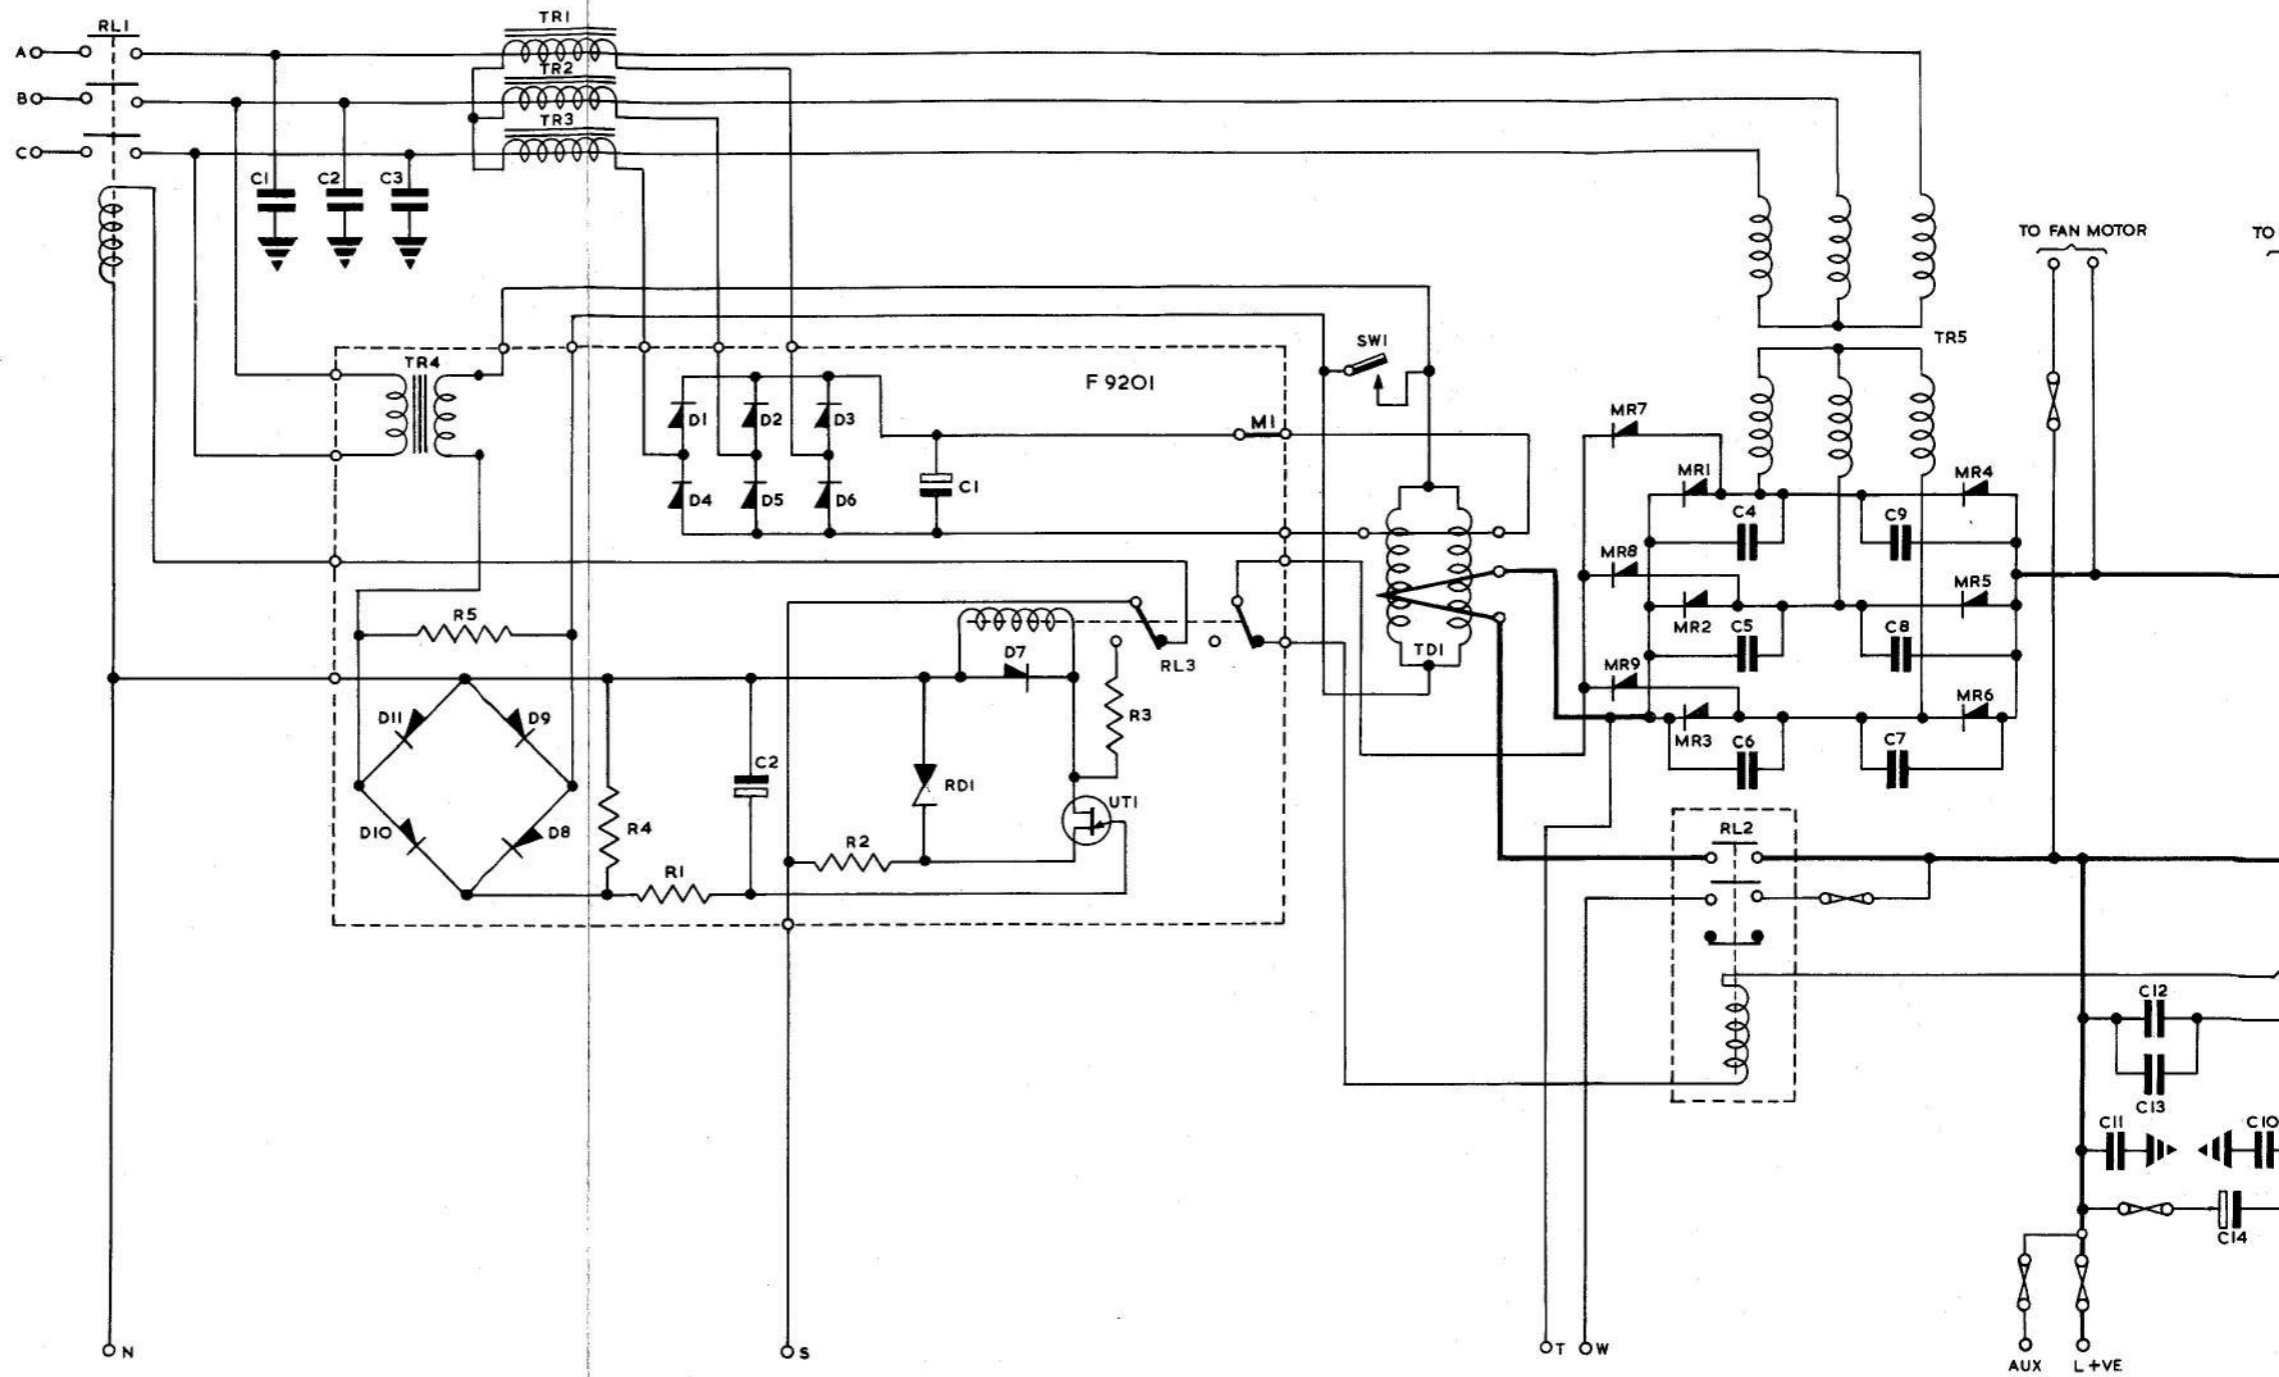 RL1
TR1
A
TR2
B
TR3
C
C1
C2
C3
TO FAN MOTOR
TO
TR4
F 9201
SW1
TR5
D1
D2
D3
M1
MR7
MR1
MR4
D4
D5
D6
C1
C4
C9
MR8
MR5
R5
D7
RL3
TD1
MR2
C5
C8
MR9
MR6
D11
D9
R3
MR3
C6
C7
C2
RD1
UT1
D10
D8
R4
R2
RL2
R1
C12
C13
C11
C10
C14
N
S
T
W
AUX
L +VE